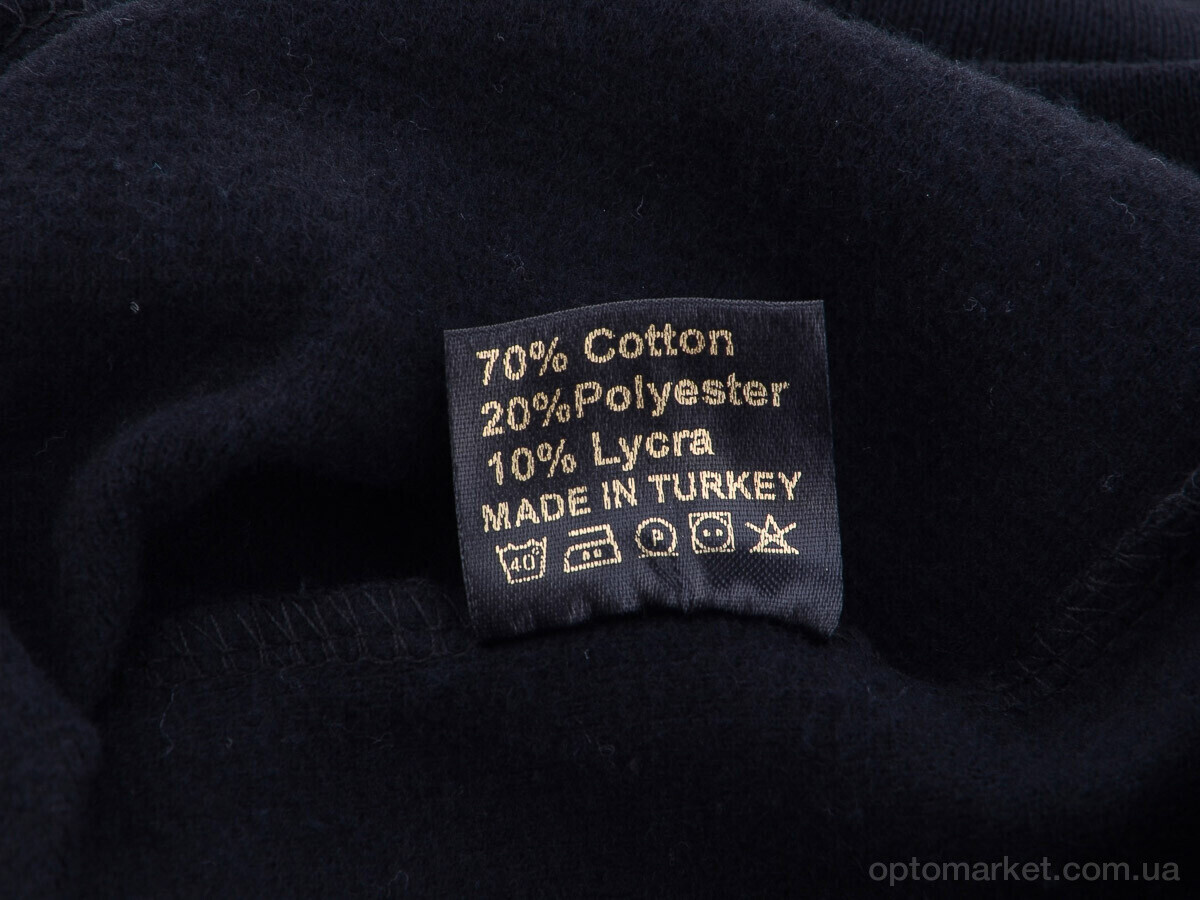 70% Cotton
20%Polyester
10% Lycra
MADE IN TURKEY
40° P
optomarket.com.ua